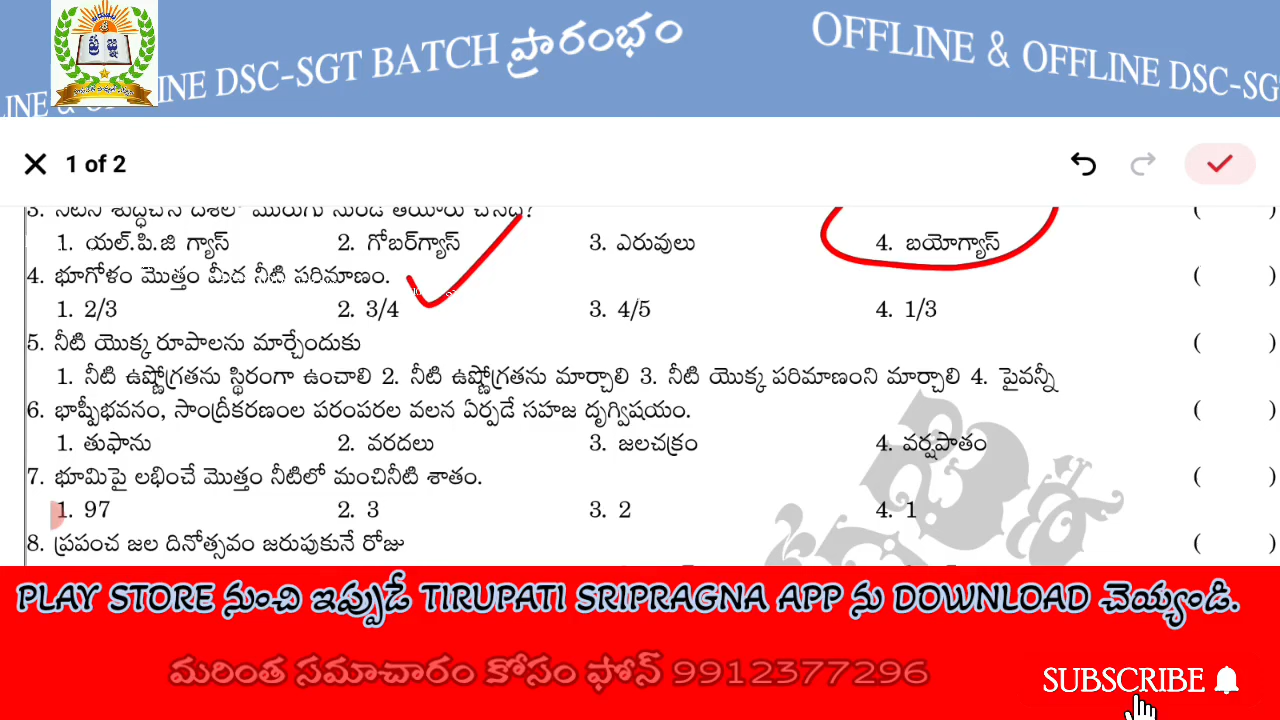 INE & OFFLINE DSC-SGT BATCH ప్రారంభం OFFLINE & OFFLINE DSC-SG
1 of 2
3. నీటిని శుద్ధిచేసే దశలో మురుగు నుండి తయారు చేసేది? ( )
1. యల్.పి.జి గ్యాస్ 2. గోబర్‌గ్యాస్ 3. ఎరువులు 4. బయోగ్యాస్
4. భూగోళం మొత్తం మీద నీటి పరిమాణం. ( )
1. 2/3 2. 3/4 3. 4/5 4. 1/3
5. నీటి యొక్క రూపాలను మార్చేందుకు ( )
1. నీటి ఉష్ణోగ్రతను స్థిరంగా ఉంచాలి 2. నీటి ఉష్ణోగ్రతను మార్చాలి 3. నీటి యొక్క పరిమాణంని మార్చాలి 4. పైవన్నీ
6. భాష్పీభవనం, సాంద్రీకరణంల పరంపరల వలన ఏర్పడే సహజ దృగ్విషయం. ( )
1. తుఫాను 2. వరదలు 3. జలచక్రం 4. వర్షపాతం
7. భూమిపై లభించే మొత్తం నీటిలో మంచినీటి శాతం. ( )
1. 97 2. 3 3. 2 4. 1
8. ప్రపంచ జల దినోత్సవం జరుపుకునే రోజు ( )
PLAY STORE నుంచి ఇప్పుడే TIRUPATI SRIPRAGNA APP ను DOWNLOAD చెయ్యండి.
మరింత సమాచారం కోసం ఫోన్ 9912377296
SUBSCRIBE